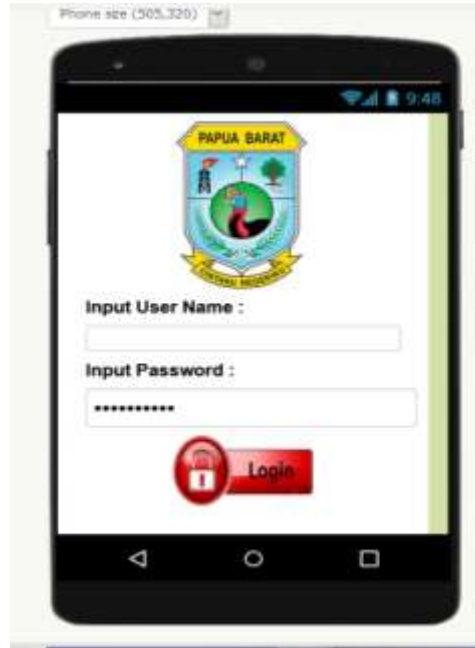 Phone size (505,320)
9:48
PAPUA BARAT
Input User Name :
Input Password :
••••••••••
Login